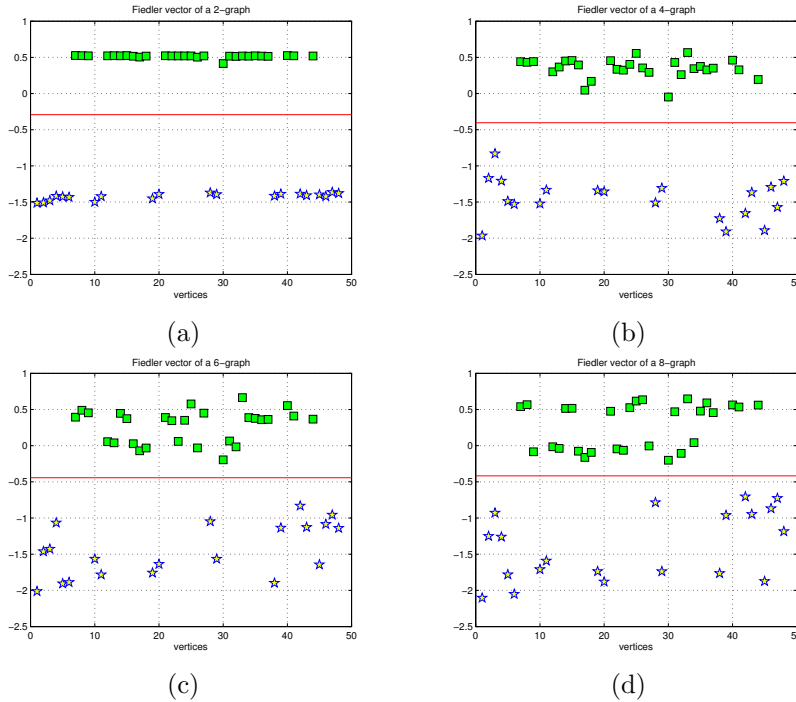 Fiedler vector of a 2−graph
1
0.5
0
−0.5
−1
−1.5
−2
−2.5
0 10 20 30 40 50
vertices
(a)
Fiedler vector of a 4−graph
1
0.5
0
−0.5
−1
−1.5
−2
−2.5
0 10 20 30 40 50
vertices
(b)
Fiedler vector of a 6−graph
1
0.5
0
−0.5
−1
−1.5
−2
−2.5
0 10 20 30 40 50
vertices
(c)
Fiedler vector of a 8−graph
1
0.5
0
−0.5
−1
−1.5
−2
−2.5
0 10 20 30 40 50
vertices
(d)